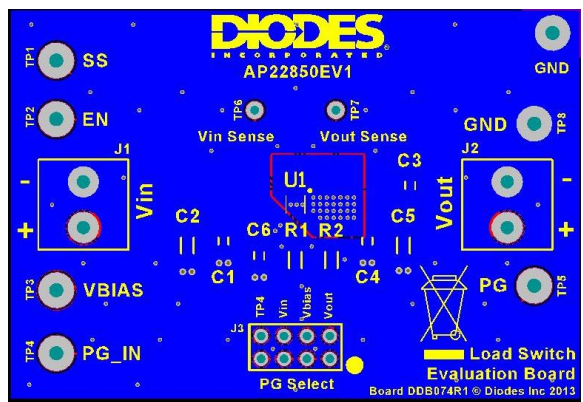 DIODES
INCORPORATED
AP22850EV1
TP1
SS
GND
TP2
EN
TP6
TP7
Vin Sense
Vout Sense
GND
TP8
J1
J2
-
+
Vin
U1
C3
-
+
Vout
C2
C6
R1
R2
C5
C1
C4
TP3
VBIAS
PG
TP5
TP4
Vin
Vbias
Vout
J3
TP4
PG_IN
PG Select
Load Switch
Evaluation Board
Board DDB074R1 © Diodes Inc 2013